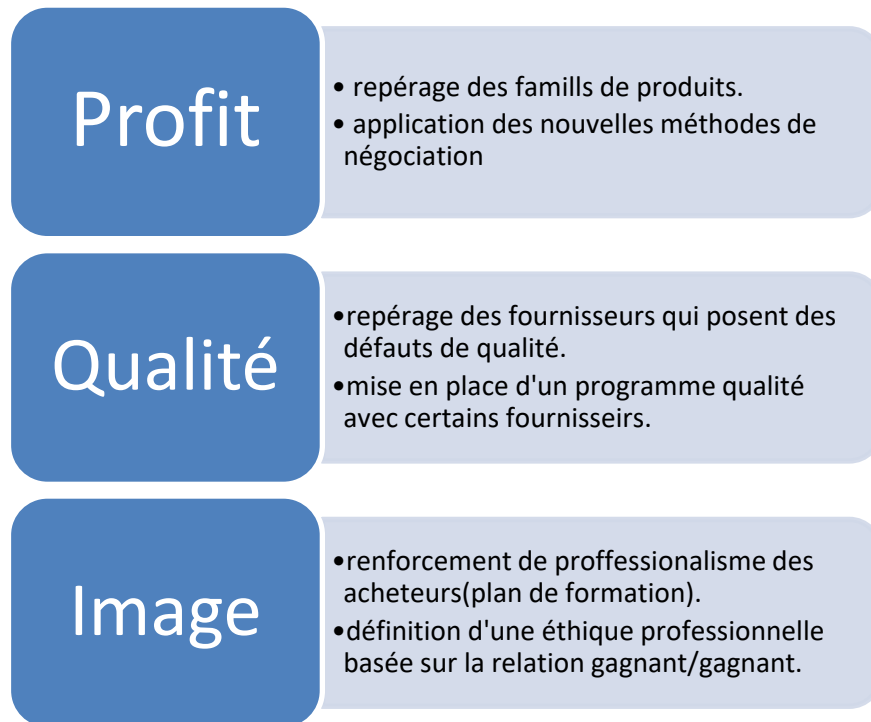 Profit
• repérage des famills de produits.
• application des nouvelles méthodes de
négociation
Qualité
•repérage des fournisseurs qui posent des
défauts de qualité.
•mise en place d'un programme qualité
avec certains fournisseirs.
Image
•renforcement de proffessionalisme des
acheteurs(plan de formation).
•définition d'une éthique professionnelle
basée sur la relation gagnant/gagnant.